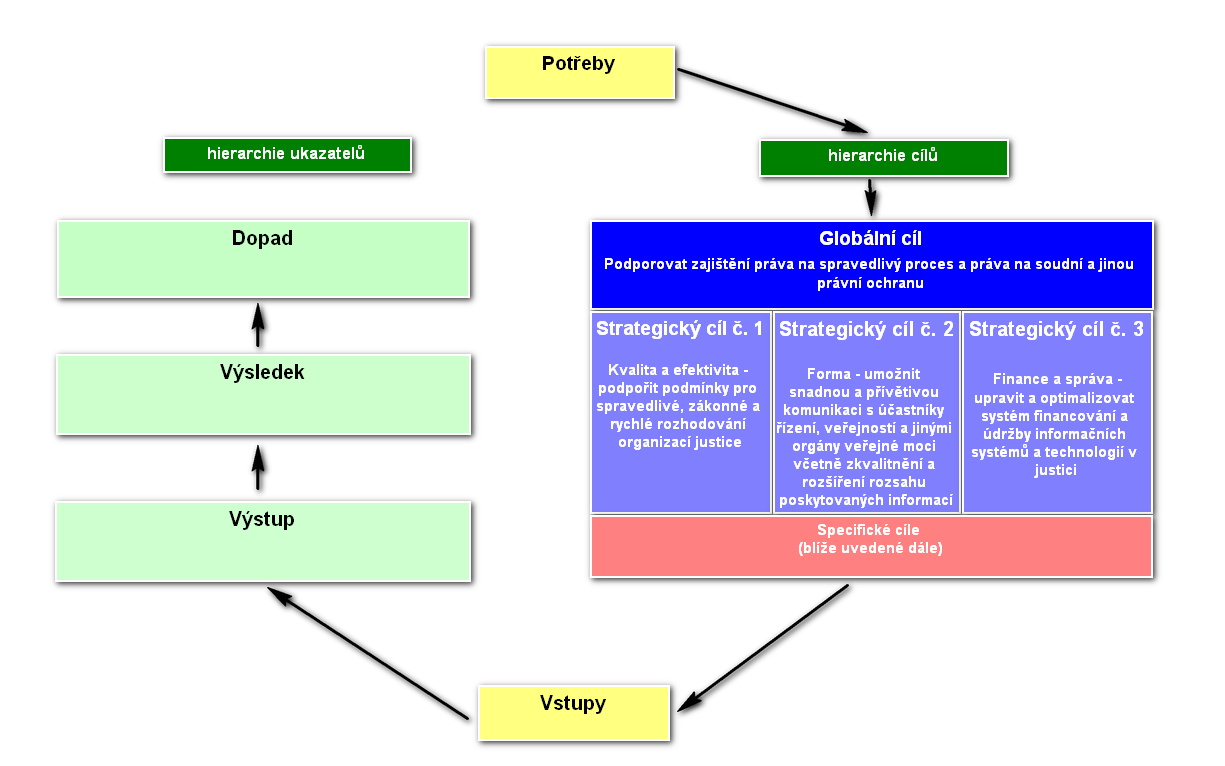 Potřeby
hierarchie ukazatelů
hierarchie cílů
Dopad
Výsledek
Výstup
Globální cíl
Podporovat zajištění práva na spravedlivý proces a práva na soudní a jinou
právní ochranu
Strategický cíl č. 1
Kvalita a efektivita -
podpořit podmínky pro
spravedlivé, zákonné a
rychlé rozhodování
organizací justice
Strategický cíl č. 2
Forma - umožnit
snadnou a přívětivou
komunikaci s účastníky
řízení, veřejností a jinými
orgány veřejné moci
včetně zkvalitnění a
rozšíření rozsahu
poskytovaných informací
Strategický cíl č. 3
Finance a správa -
upravit a optimalizovat
systém financování a
údržby informačních
systémů a technologií v
justici
Specifické cíle
(blíže uvedené dále)
Vstupy